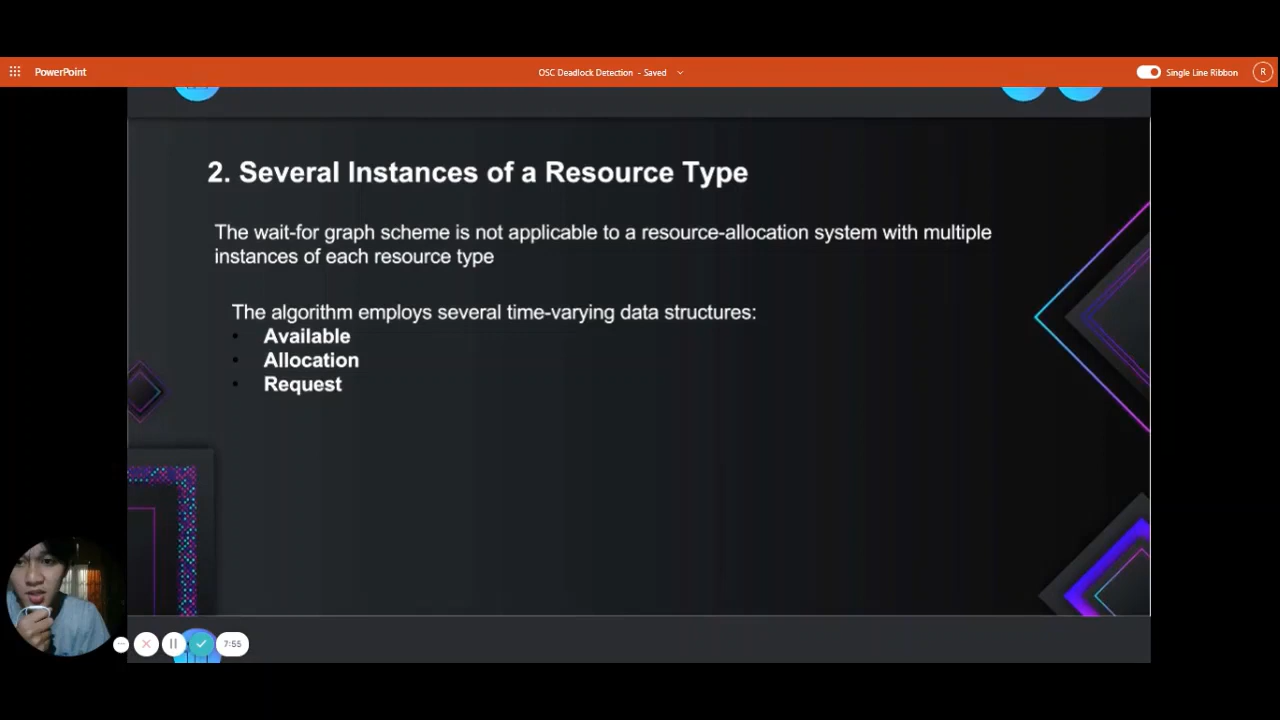 PowerPoint
OSC Deadlock Detection - Saved
Single Line Ribbon
R
2. Several Instances of a Resource Type
The wait-for graph scheme is not applicable to a resource-allocation system with multiple
instances of each resource type
The algorithm employs several time-varying data structures:
• Available
• Allocation
• Request
7:55